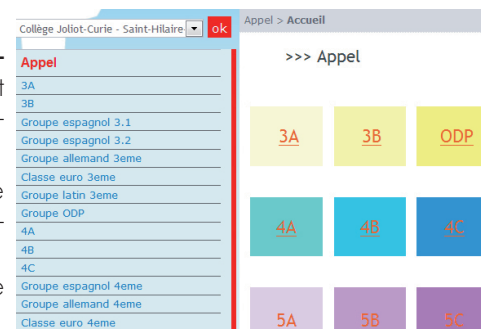 Collège Joliot-Curie - Saint-Hilaire
ok
Appel
3A
3B
Groupe espagnol 3.1
Groupe espagnol 3.2
Groupe allemand 3eme
Classe euro 3eme
Groupe latin 3eme
Groupe ODP
4A
4B
4C
Groupe espagnol 4eme
Groupe allemand 4eme
Classe euro 4eme
Appel > Accueil
>>> Appel
3A 3B ODP
4A 4B 4C
5A 5B 5C